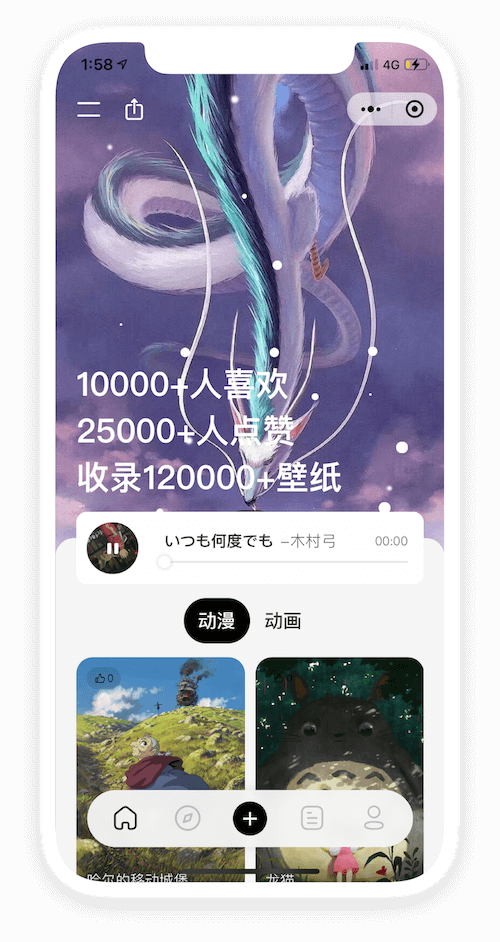 1:58
4G
10000+人喜欢
25000+人点赞
收录120000+壁纸
いつも何度でも –木村弓
00:00
动漫
动画
0
哈尔的移动城堡
龙猫